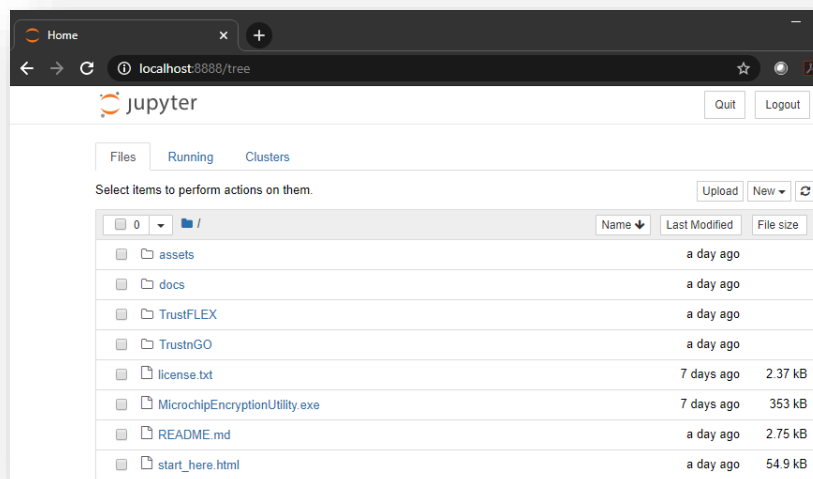 Home
localhost:8888/tree
jupyter
Quit Logout
Files Running Clusters
Select items to perform actions on them.
Upload New
0 /
Name Last Modified File size
assets a day ago
docs a day ago
TrustFLEX a day ago
TrustnGO a day ago
license.txt 7 days ago 2.37 kB
MicrochipEncryptionUtility.exe 7 days ago 353 kB
README.md a day ago 2.75 kB
start_here.html a day ago 54.9 kB